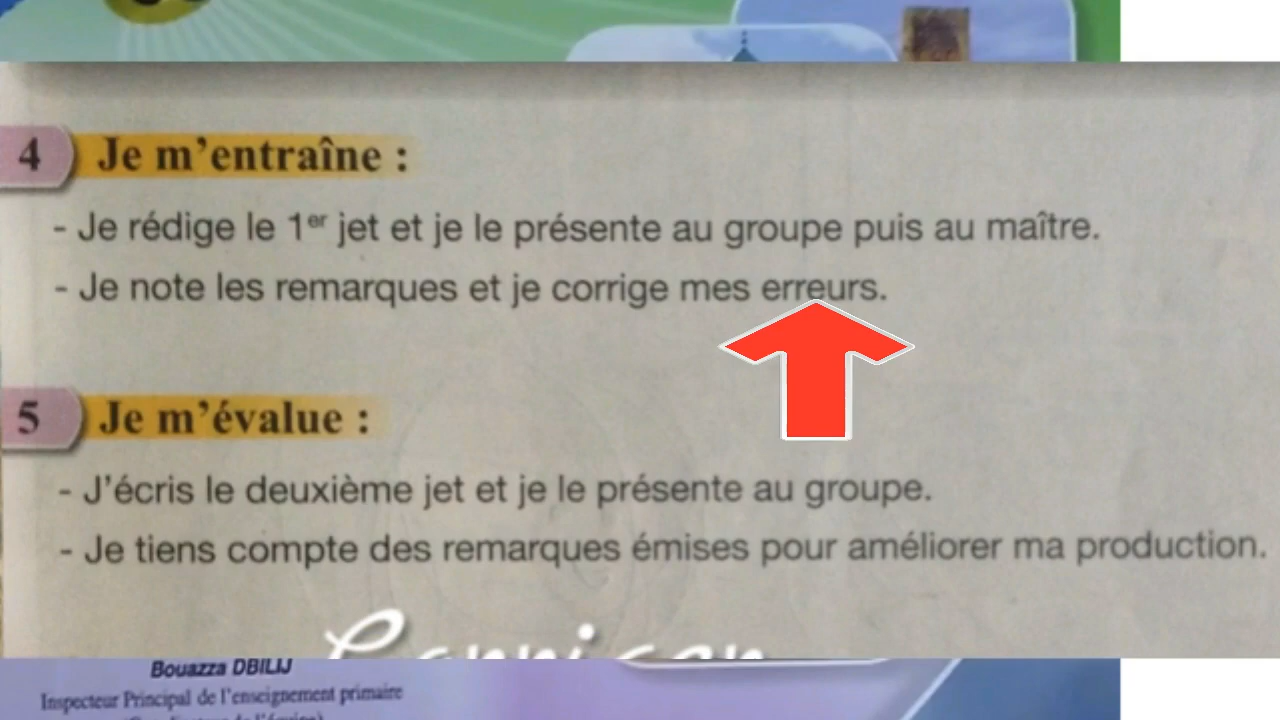 4 Je m'entraîne :
- Je rédige le 1er jet et je le présente au groupe puis au maître.
- Je note les remarques et je corrige mes erreurs.
5 Je m'évalue :
- J'écris le deuxième jet et je le présente au groupe.
- Je tiens compte des remarques émises pour améliorer ma production.
Bouazza DBILIJ
Inspecteur Principal de l'enseignement primaire